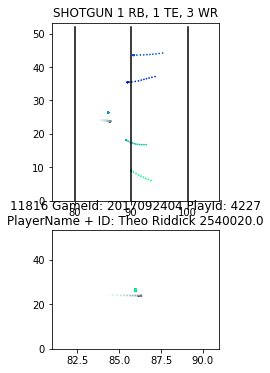 SHOTGUN 1 RB, 1 TE, 3 WR
50
40
30
20
10
0
80 90 100
11816 GameId: 2017092404 PlayId: 4227
PlayerName + ID: Theo Riddick 2540020.0
40
20
0
82.5 85.0 87.5 90.0